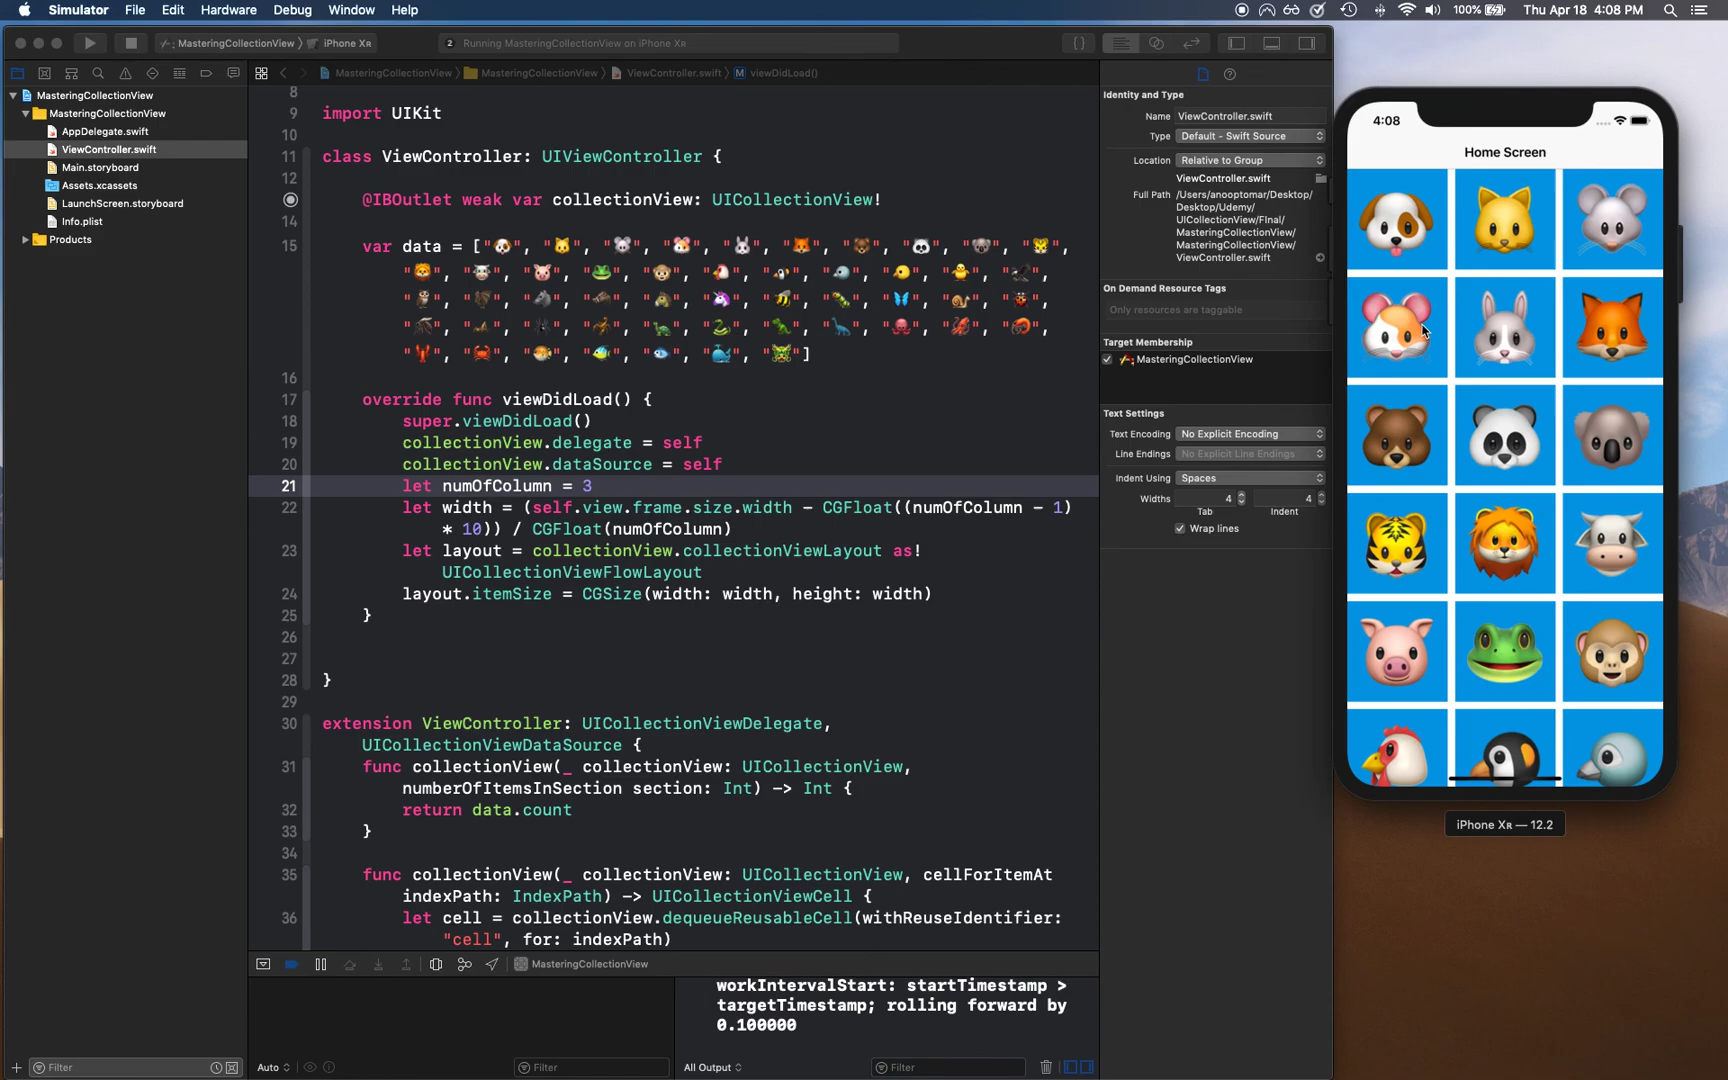 Simulator File Edit Hardware Debug Window Help 100% Thu Apr 18 4:08 PM
MasteringCollectionView iPhone Xʀ 2 Running MasteringCollectionView on iPhone Xʀ {}
MasteringCollectionView MasteringCollectionView ViewController.swift M viewDidLoad()
MasteringCollectionView
MasteringCollectionView
AppDelegate.swift
ViewController.swift
Main.storyboard
Assets.xcassets
LaunchScreen.storyboard
Info.plist
Products
Filter
8
9 import UIKit
10
11 class ViewController: UIViewController {
12
@IBOutlet weak var collectionView: UICollectionView!
14
15 var data = ["🐶", "🐱", "🐭", "🐹", "🐰", "🦊", "🐻", "🐼", "🐨", "🐯",
"🦁", "🐮", "🐷", "🐸", "🐵", "🐔", "🐧", "🐦", "🐤", "🐥", "🦅",
"🦉", "🦃", "🐺", "🐗", "🐴", "🦄", "🐝", "🐛", "🦋", "🐌", "🐞",
"🕷", "🦗", "🕷", "🦂", "🐢", "🐍", "🦎", "🦕", "🐙", "🦑", "🦐",
"🦞", "🦀", "🐡", "🐠", "🐟", "🐳", "🐲"]
16
17 override func viewDidLoad() {
18 super.viewDidLoad()
19 collectionView.delegate = self
20 collectionView.dataSource = self
21 let numOfColumn = 3
22 let width = (self.view.frame.size.width - CGFloat((numOfColumn - 1)
* 10)) / CGFloat(numOfColumn)
23 let layout = collectionView.collectionViewLayout as!
UICollectionViewFlowLayout
24 layout.itemSize = CGSize(width: width, height: width)
25 }
26
27
28 }
29
30 extension ViewController: UICollectionViewDelegate,
UICollectionViewDataSource {
31 func collectionView(_ collectionView: UICollectionView,
numberOfItemsInSection section: Int) -> Int {
32 return data.count
33 }
34
35 func collectionView(_ collectionView: UICollectionView, cellForItemAt
indexPath: IndexPath) -> UICollectionViewCell {
36 let cell = collectionView.dequeueReusableCell(withReuseIdentifier:
"cell", for: indexPath)
MasteringCollectionView
workIntervalStart: startTimestamp >
targetTimestamp; rolling forward by
0.100000
Auto Filter All Output Filter
Identity and Type
Name ViewController.swift
Type Default - Swift Source
Location Relative to Group
ViewController.swift
Full Path /Users/anooptomar/Desktop/
Desktop/Udemy/
UICollectionView/FInal/
MasteringCollectionView/
MasteringCollectionView/
ViewController.swift
On Demand Resource Tags
Only resources are taggable
Target Membership
MasteringCollectionView
Text Settings
Text Encoding No Explicit Encoding
Line Endings No Explicit Line Endings
Indent Using Spaces
Widths 4 4
Tab Indent
Wrap lines
4:08
Home Screen
iPhone Xʀ — 12.2